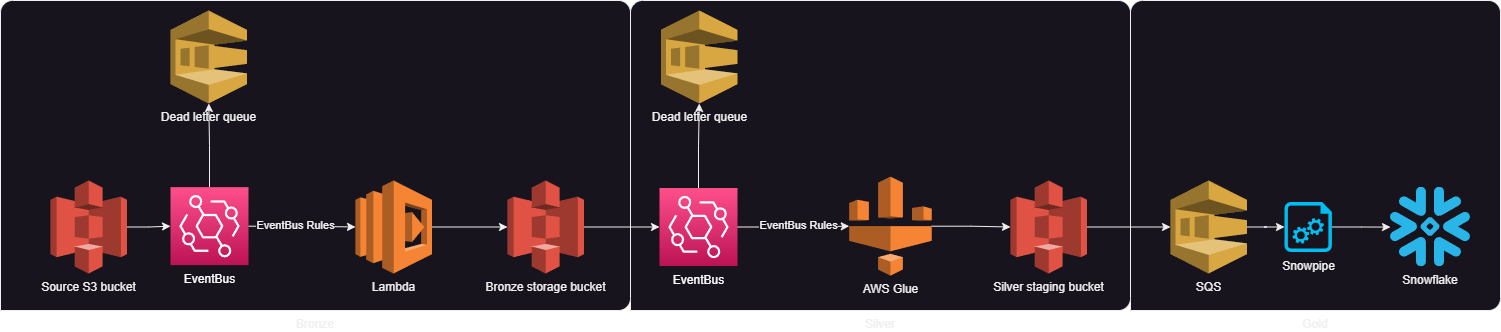 Dead letter queue
Dead letter queue
EventBus Rules
EventBus Rules
Source S3 bucket
EventBus
Lambda
Bronze storage bucket
EventBus
AWS Glue
Silver staging bucket
SQS
Snowpipe
Snowflake
Bronze
Silver
Gold